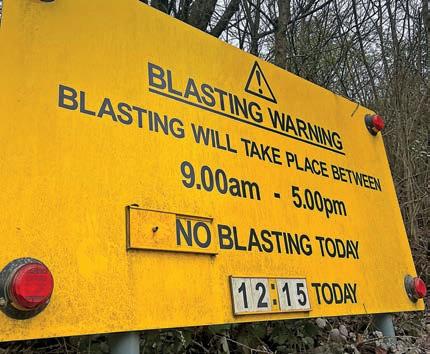 BLASTING WARNING
BLASTING WILL TAKE PLACE BETWEEN
9.00am - 5.00pm
NO BLASTING TODAY
12:15 TODAY